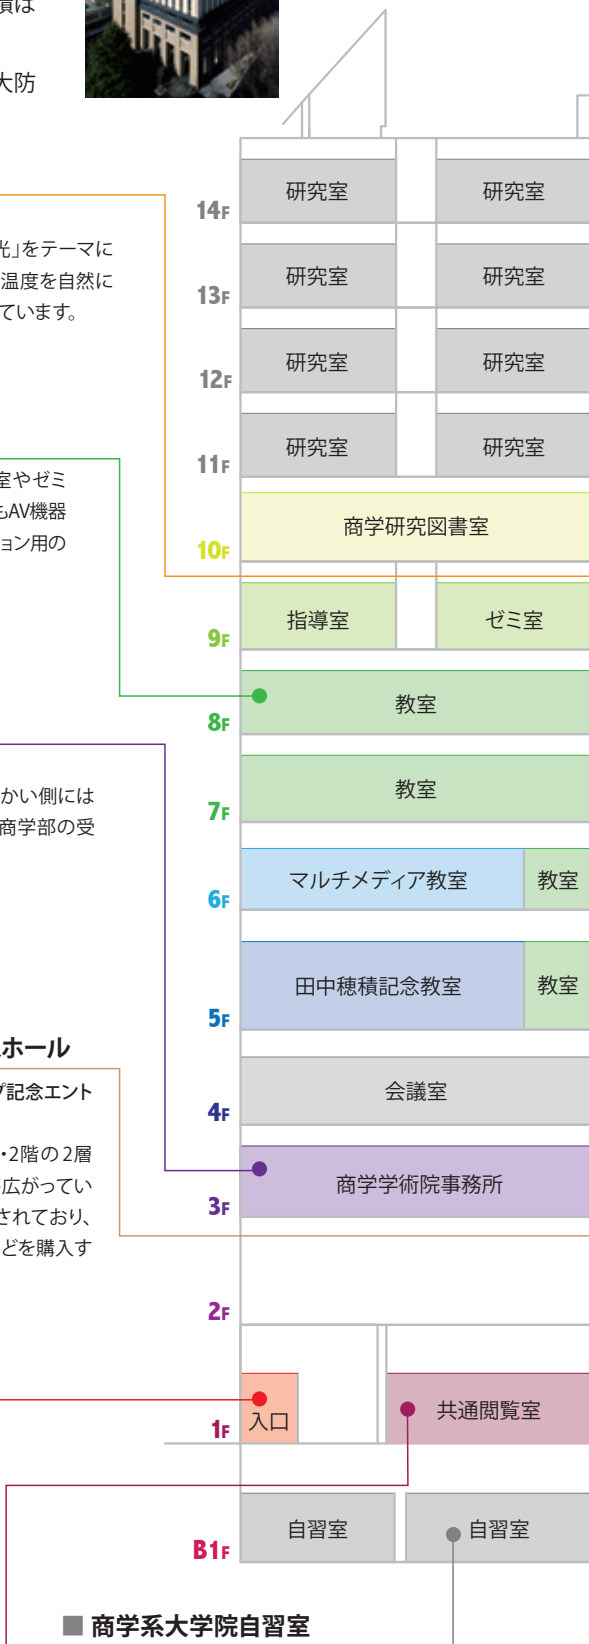 積は
大防
14F 研究室 研究室
光」をテーマに
温度を自然に
ています。
13F 研究室 研究室
12F 研究室 研究室
11F 研究室 研究室
室やゼミ
もAV機器
ョン用の
10F 商学研究図書室
9F 指導室 ゼミ室
8F 教室
7F 教室
かい側には
商学部の受
6F マルチメディア教室 教室
5F 田中穂積記念教室 教室
ホール
プ記念エント
4F 会議室
・2階の2層
広がってい
されており、
どを購入す
3F 商学学術院事務所
2F
1F 入口 共通閲覧室
B1F 自習室 自習室
■ 商学系大学院自習室